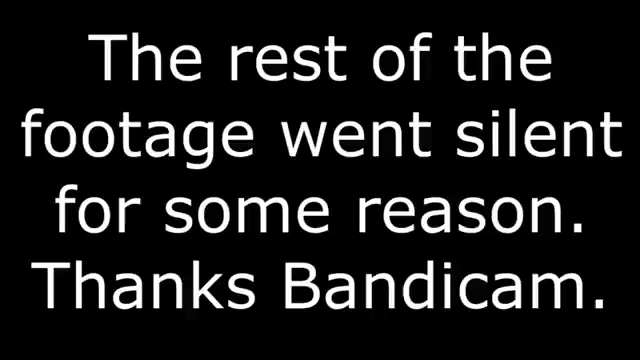 The rest of the
footage went silent
for some reason.
Thanks Bandicam.